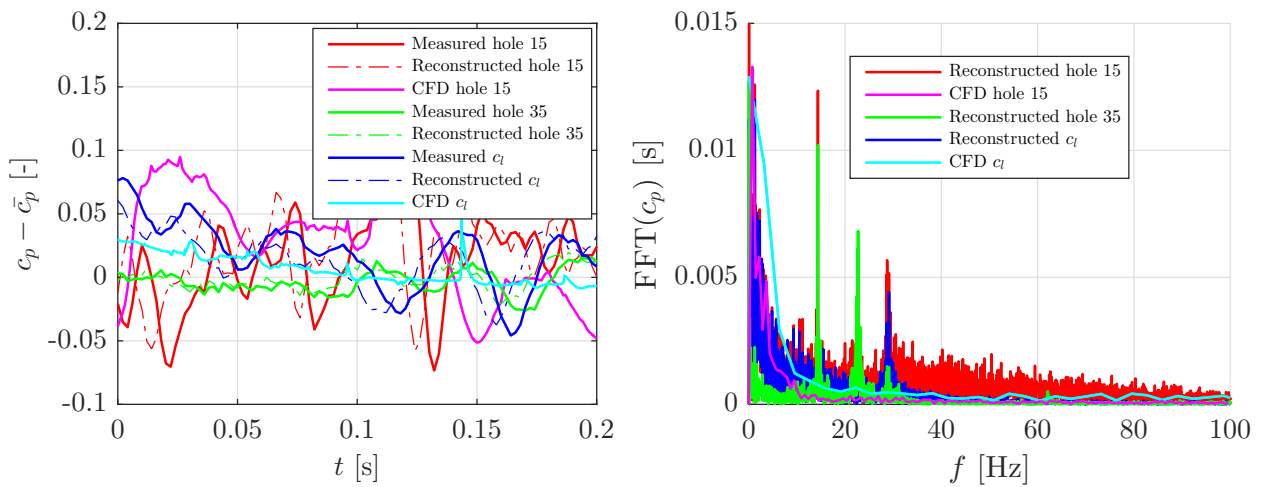 0.2
0.15
0.1
0.05
0
-0.05
-0.1
c_p − c̄_p [-]
0 0.05 0.1 0.15 0.2
t [s]
Measured hole 15
Reconstructed hole 15
CFD hole 15
Measured hole 35
Reconstructed hole 35
Measured c_l
Reconstructed c_l
CFD c_l
0.015
0.01
0.005
0
FFT(c_p) [s]
0 20 40 60 80 100
f [Hz]
Reconstructed hole 15
CFD hole 15
Reconstructed hole 35
Reconstructed c_l
CFD c_l